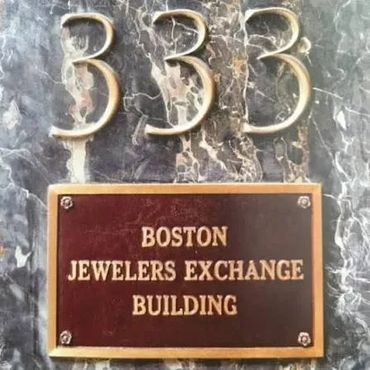 333
BOSTON
JEWELERS EXCHANGE
BUILDING